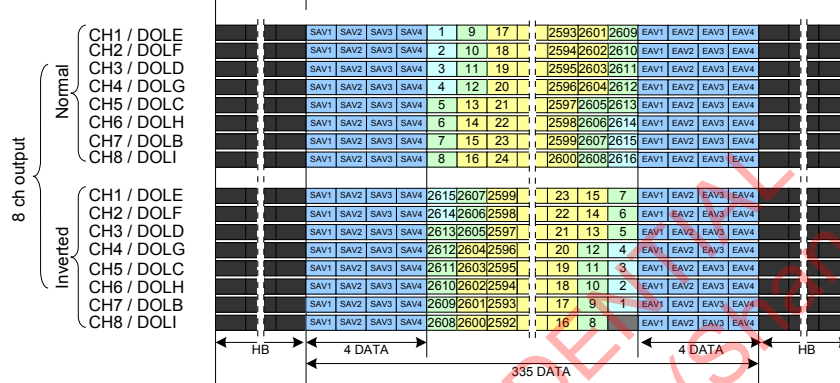 8 ch output
Normal
CH1 / DOLE SAV1 SAV2 SAV3 SAV4 1 9 17 2593 2601 2609 EAV1 EAV2 EAV3 EAV4
CH2 / DOLF SAV1 SAV2 SAV3 SAV4 2 10 18 2594 2602 2610 EAV1 EAV2 EAV3 EAV4
CH3 / DOLD SAV1 SAV2 SAV3 SAV4 3 11 19 2595 2603 2611 EAV1 EAV2 EAV3 EAV4
CH4 / DOLG SAV1 SAV2 SAV3 SAV4 4 12 20 2596 2604 2612 EAV1 EAV2 EAV3 EAV4
CH5 / DOLC SAV1 SAV2 SAV3 SAV4 5 13 21 2597 2605 2613 EAV1 EAV2 EAV3 EAV4
CH6 / DOLH SAV1 SAV2 SAV3 SAV4 6 14 22 2598 2606 2614 EAV1 EAV2 EAV3 EAV4
CH7 / DOLB SAV1 SAV2 SAV3 SAV4 7 15 23 2599 2607 2615 EAV1 EAV2 EAV3 EAV4
CH8 / DOLI SAV1 SAV2 SAV3 SAV4 8 16 24 2600 2608 2616 EAV1 EAV2 EAV3 EAV4
Inverted
CH1 / DOLE SAV1 SAV2 SAV3 SAV4 2615 2607 2599 23 15 7 EAV1 EAV2 EAV3 EAV4
CH2 / DOLF SAV1 SAV2 SAV3 SAV4 2614 2606 2598 22 14 6 EAV1 EAV2 EAV3 EAV4
CH3 / DOLD SAV1 SAV2 SAV3 SAV4 2613 2605 2597 21 13 5 EAV1 EAV2 EAV3 EAV4
CH4 / DOLG SAV1 SAV2 SAV3 SAV4 2612 2604 2596 20 12 4 EAV1 EAV2 EAV3 EAV4
CH5 / DOLC SAV1 SAV2 SAV3 SAV4 2611 2603 2595 19 11 3 EAV1 EAV2 EAV3 EAV4
CH6 / DOLH SAV1 SAV2 SAV3 SAV4 2610 2602 2594 18 10 2 EAV1 EAV2 EAV3 EAV4
CH7 / DOLB SAV1 SAV2 SAV3 SAV4 2609 2601 2593 17 9 1 EAV1 EAV2 EAV3 EAV4
CH8 / DOLI SAV1 SAV2 SAV3 SAV4 2608 2600 2592 16 8 EAV1 EAV2 EAV3 EAV4
HB 4 DATA 4 DATA HB
335 DATA